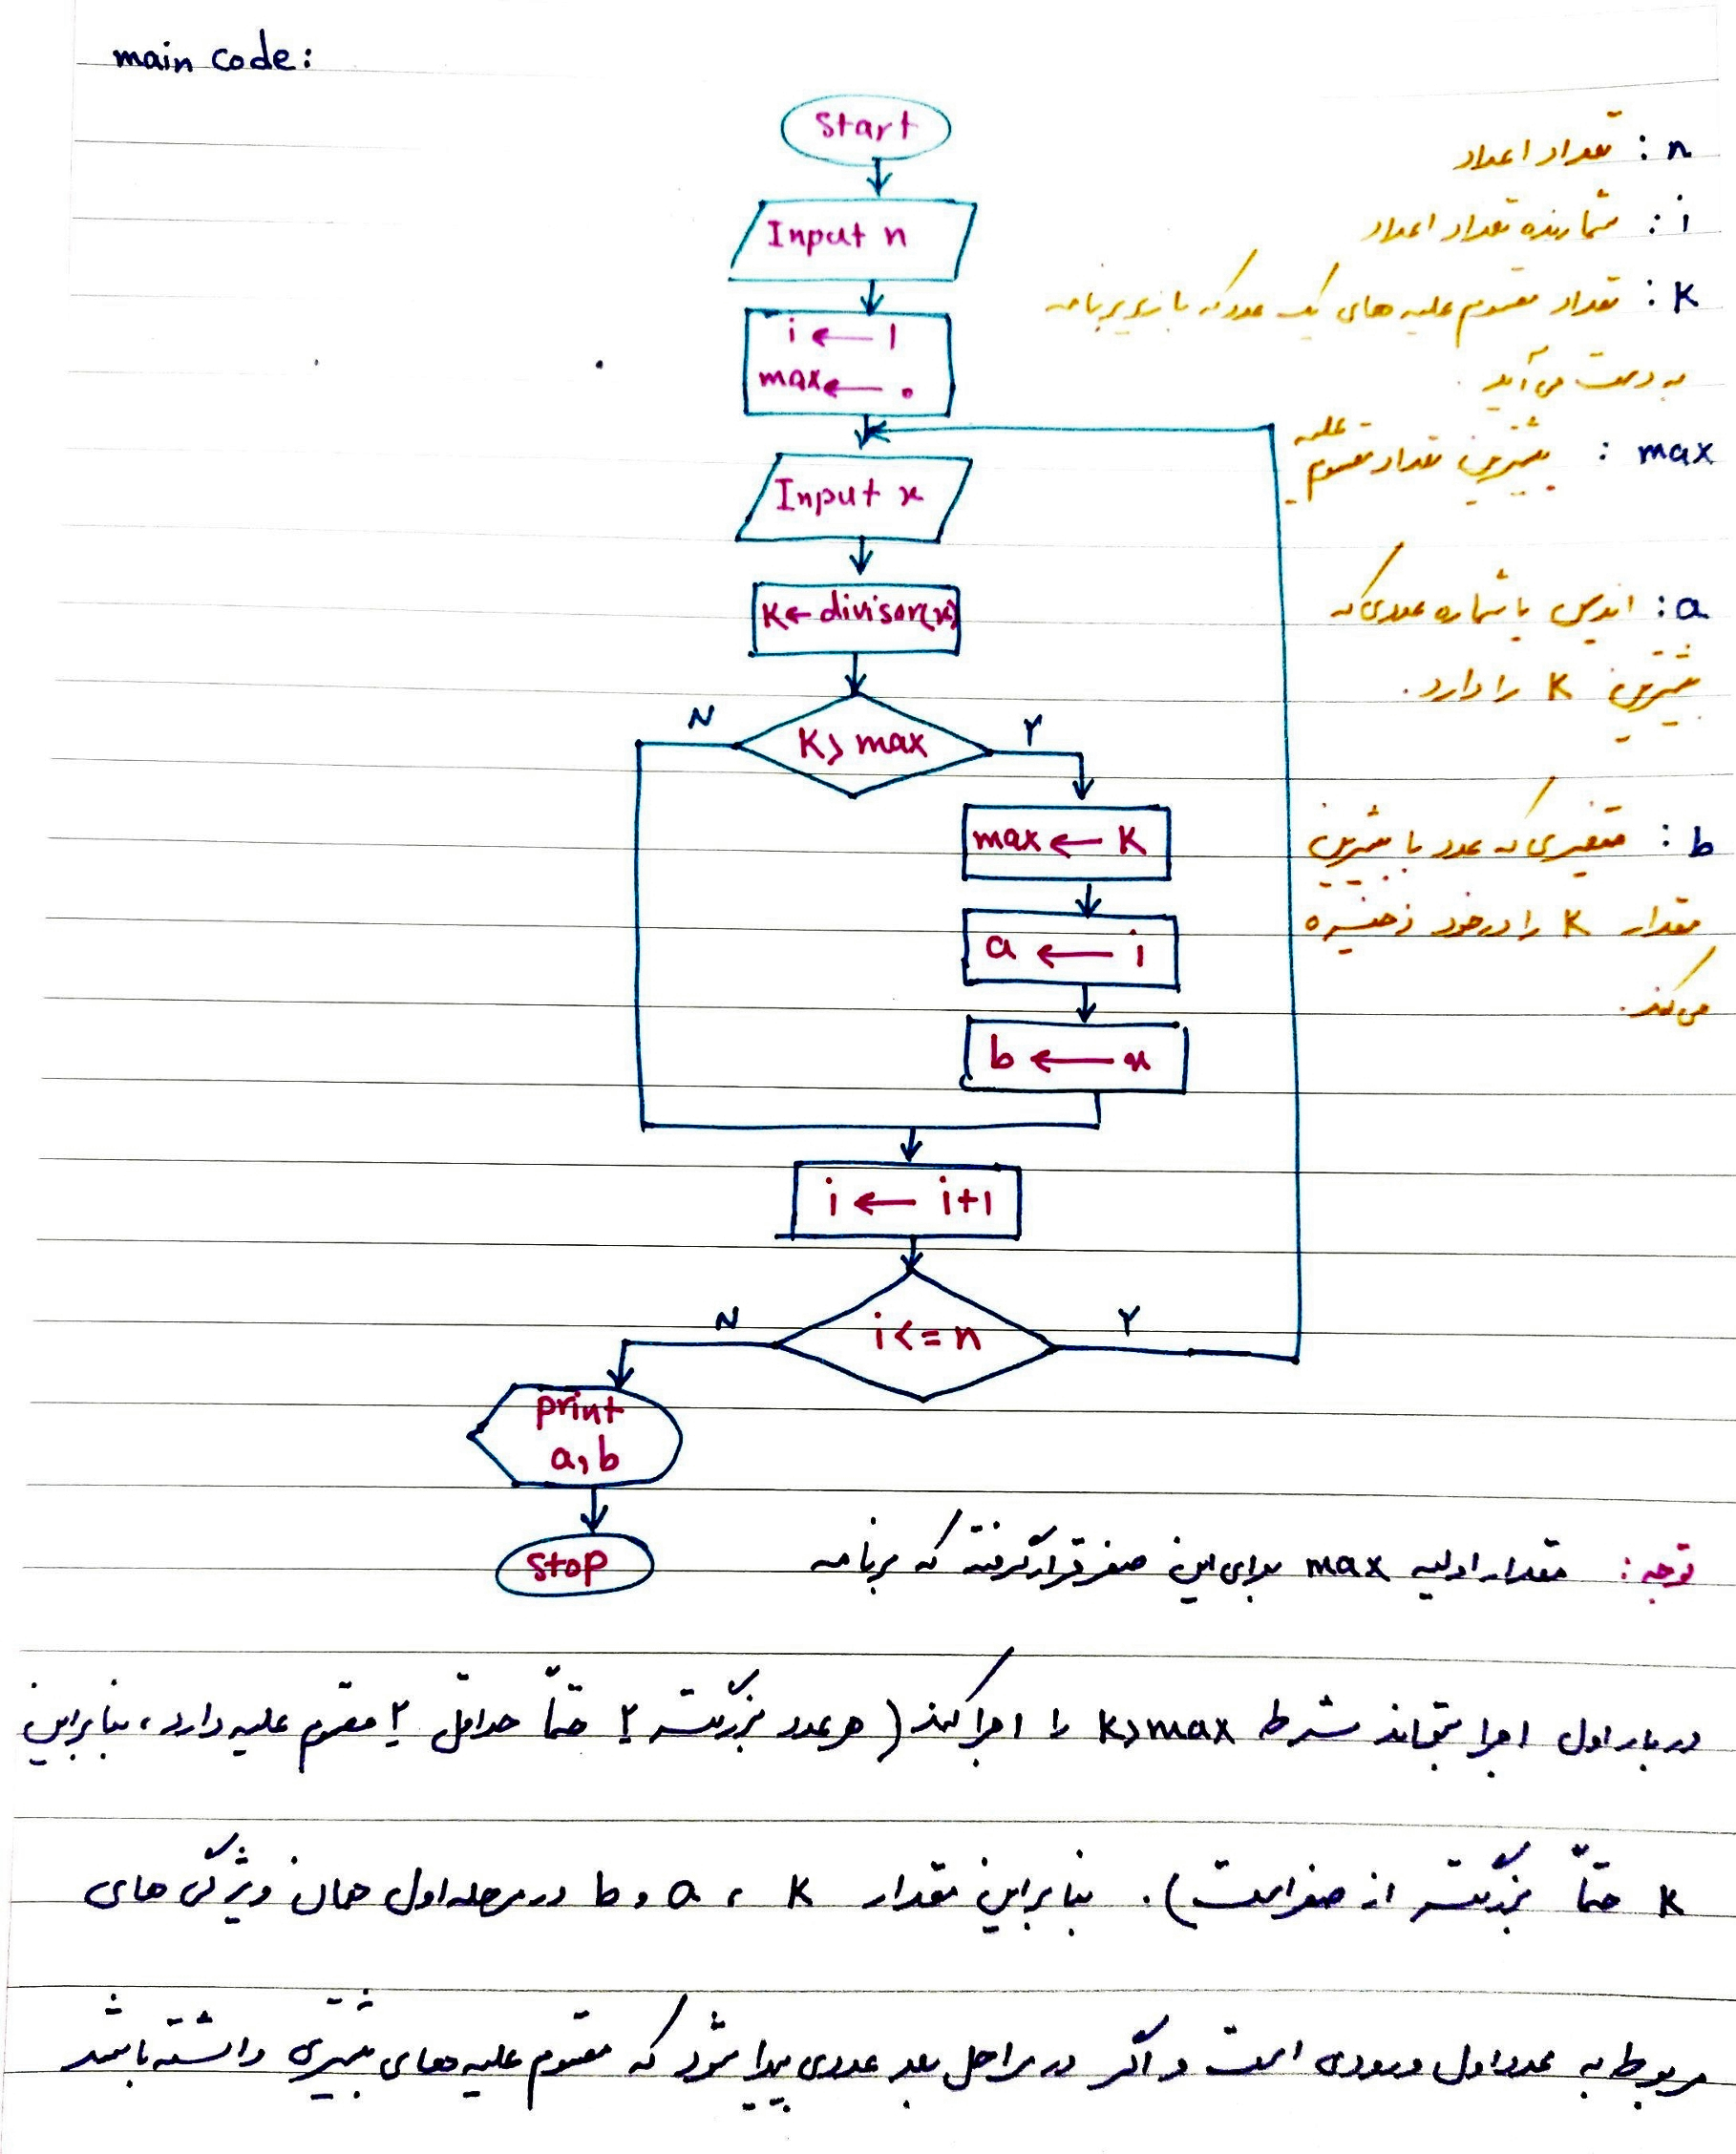 main code:
Start
Input n
i ← 1
max ← ۰
Input x
K ← divisor(x)
K > max
N
Y
max ← K
a ← i
b ← x
i ← i+1
i <= n
N
Y
print
a, b
stop
n : تعداد اعداد
i : شمارنده تعداد اعداد
K : تعداد مقسوم علیه های یک عدد که با زیربرنامه
به دست می آید.
max : بیشترین تعداد مقسوم علیه
a : اندیس یا شماره عددی که
بیشترین K را دارد.
b : متغیری که عدد با بیشترین
مقدار K را در خود ذخیره
می کند.
توجه: مقدار اولیه max برای این صفر قرار گرفته که برنامه
در بار اول اجرا بتواند شرط K>max را اجرا کند (هر عدد بزرگتر حتماً حداقل ۲ مقسوم علیه دارد، بنابراین
K حتماً بزرگتر از صفر است). بنابراین مقدار K ، a و b در مرحله اول همان ویژگی های
مربوط به عدد اول ورودی است و اگر در مراحل بعد عددی پیدا شود که مقسوم علیه های بیشتری داشته باشد